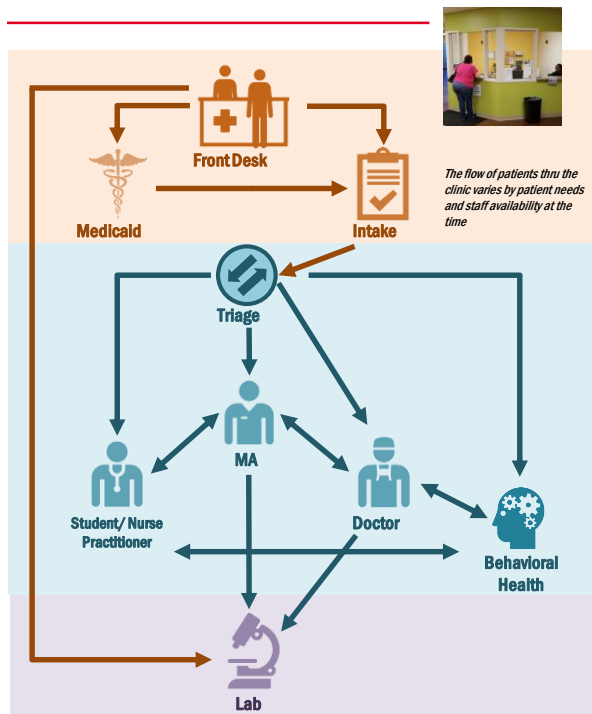 Front Desk
The flow of patients thru the
clinic varies by patient needs
and staff availability at the
time
Medicaid
Intake
Triage
MA
Student/ Nurse
Practitioner
Doctor
Behavioral
Health
Lab